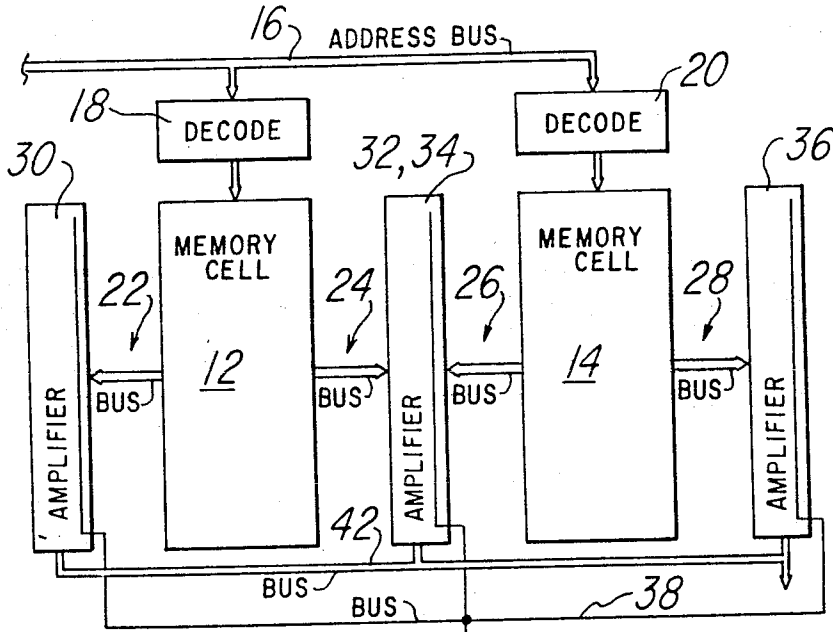 16 ADDRESS BUS
18 DECODE
DECODE 20
30
32,34
36
MEMORY CELL
MEMORY CELL
22
24
26
28
12
14
BUS
BUS
BUS
BUS
AMPLIFIER
AMPLIFIER
AMPLIFIER
42
BUS
BUS
38